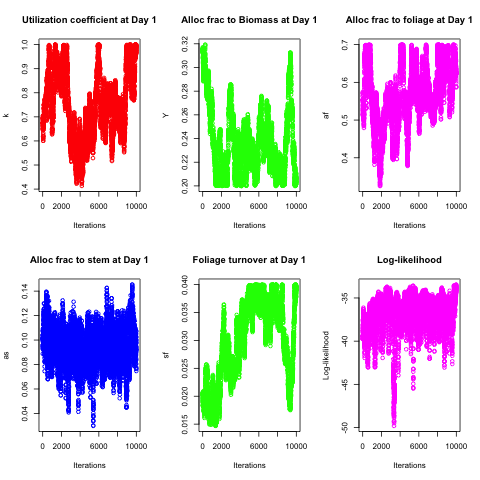 Utilization coefficient at Day 1
k
0.4 0.5 0.6 0.7 0.8 0.9 1.0
0 2000 6000 10000
Iterations
Alloc frac to Biomass at Day 1
Y
0.20 0.22 0.24 0.26 0.28 0.30 0.32
0 2000 6000 10000
Iterations
Alloc frac to foliage at Day 1
af
0.4 0.5 0.6 0.7
0 2000 6000 10000
Iterations
Alloc frac to stem at Day 1
as
0.04 0.06 0.08 0.10 0.12 0.14
0 2000 6000 10000
Iterations
Foliage turnover at Day 1
sf
0.015 0.020 0.025 0.030 0.035 0.040
0 2000 6000 10000
Iterations
Log-likelihood
Log-likelihood
-50 -45 -40 -35
0 2000 6000 10000
Iterations